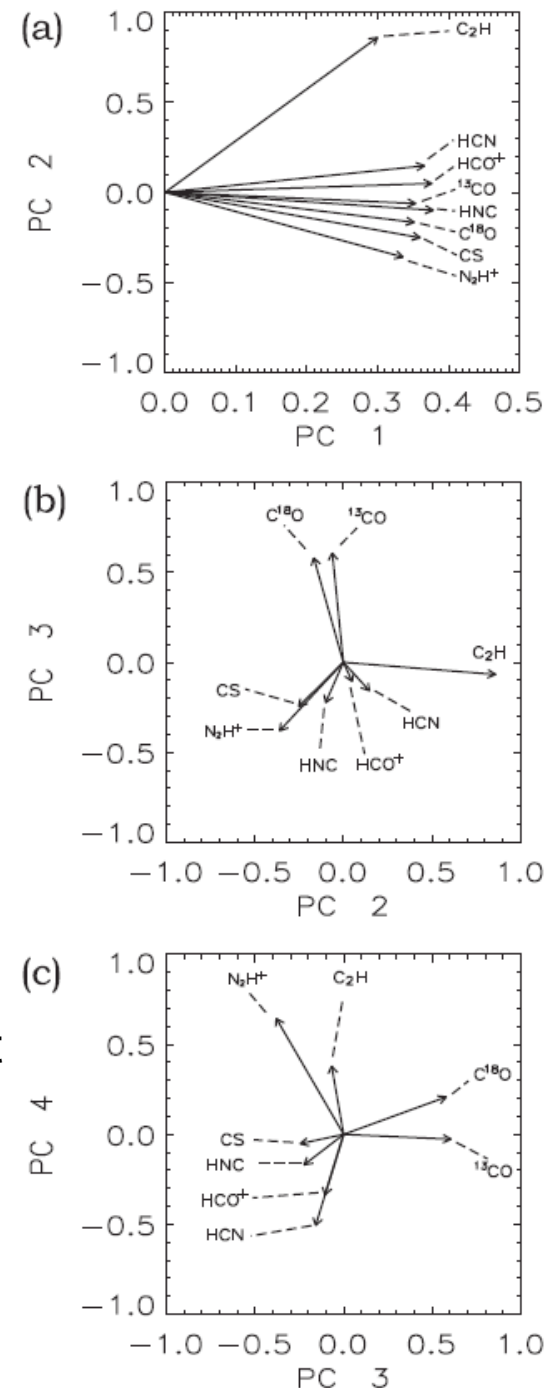 (a)
1.0
0.5
0.0
−0.5
−1.0
PC 2
C₂H
HCN
HCO⁺
¹³CO
HNC
C¹⁸O
CS
N₂H⁺
0.0 0.1 0.2 0.3 0.4 0.5
PC 1
(b)
1.0
0.5
0.0
−0.5
−1.0
PC 3
C¹⁸O ¹³CO
C₂H
CS
HCN
N₂H⁺
HNC HCO⁺
−1.0 −0.5 0.0 0.5 1.0
PC 2
(c)
1.0
0.5
0.0
−0.5
−1.0
PC 4
N₂H⁺ C₂H
C¹⁸O
CS
HNC ¹³CO
HCO⁺
HCN
−1.0 −0.5 0.0 0.5 1.0
PC 3